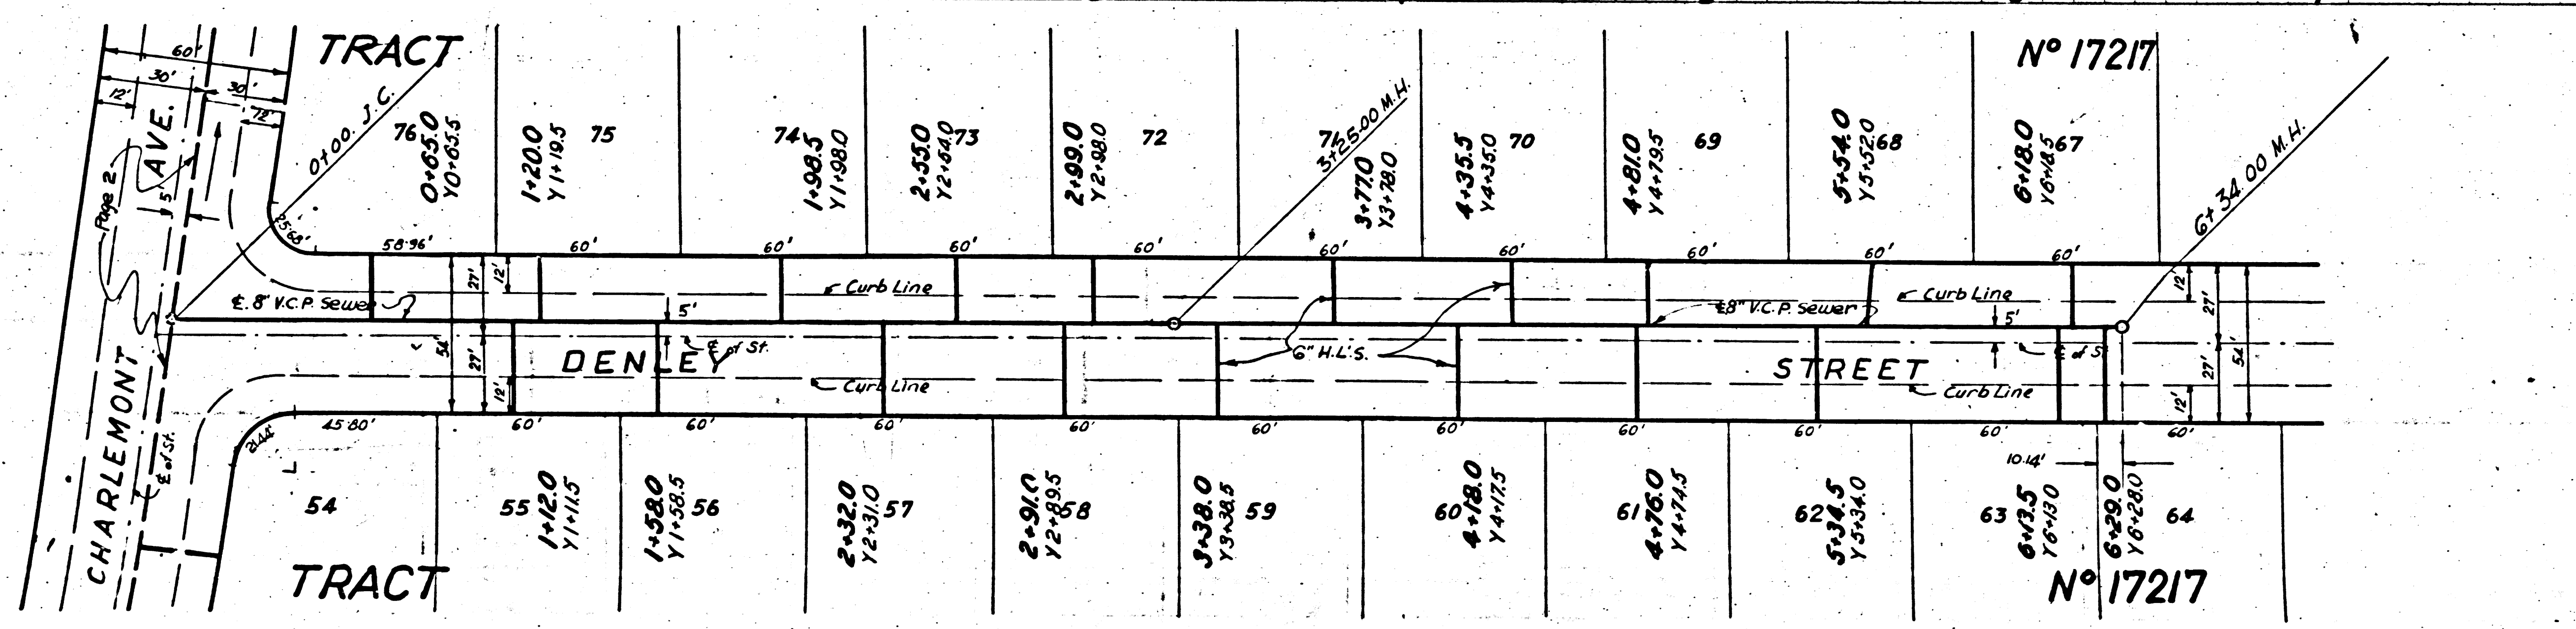 TRACT
Nº 17217
60'
30'
30'
12'
12'
AVE.
Page 2
5'
0+00. J.C.
76
0+65.0
Y0+65.5
1+20.0
Y1+19.5
75
74
1+98.5
Y1+98.0
2+55.0
Y2+54.0
73
2+99.0
Y2+98.0
72
3+25.00 M.H.
3+77.0
Y3+78.0
4+35.5
Y4+35.0
70
4+81.0
Y4+79.5
69
5+54.0
Y5+52.0
68
6+18.0
Y6+18.5
67
6+34.00 M.H.
25.68'
58.96'
60'
60'
60'
60'
60'
60'
60'
60'
60'
27'
12'
Curb Line
℄ 8" V.C.P. Sewer
5'
℄ 8" V.C.P. Sewer
Curb Line
5'
12'
27'
54'
27'
12'
℄ of St.
DENLEY
6" H.L'S.
STREET
℄ of St
Curb Line
Curb Line
27'
54'
12'
CHARLEMONT
℄ of St.
21.44'
45.80'
60'
60'
60'
60'
60'
60'
60'
60'
60'
60'
10.14'
54
55
1+12.0
Y1+11.5
1+58.0
Y1+58.5
56
2+32.0
Y2+31.0
57
2+91.0
Y2+89.5
58
3+38.0
Y3+38.5
59
60
4+18.0
Y4+17.5
61
4+76.0
Y4+74.5
62
5+34.5
Y5+34.0
63
6+13.5
Y6+13.0
6+29.0
Y6+28.0
64
TRACT
Nº 17217